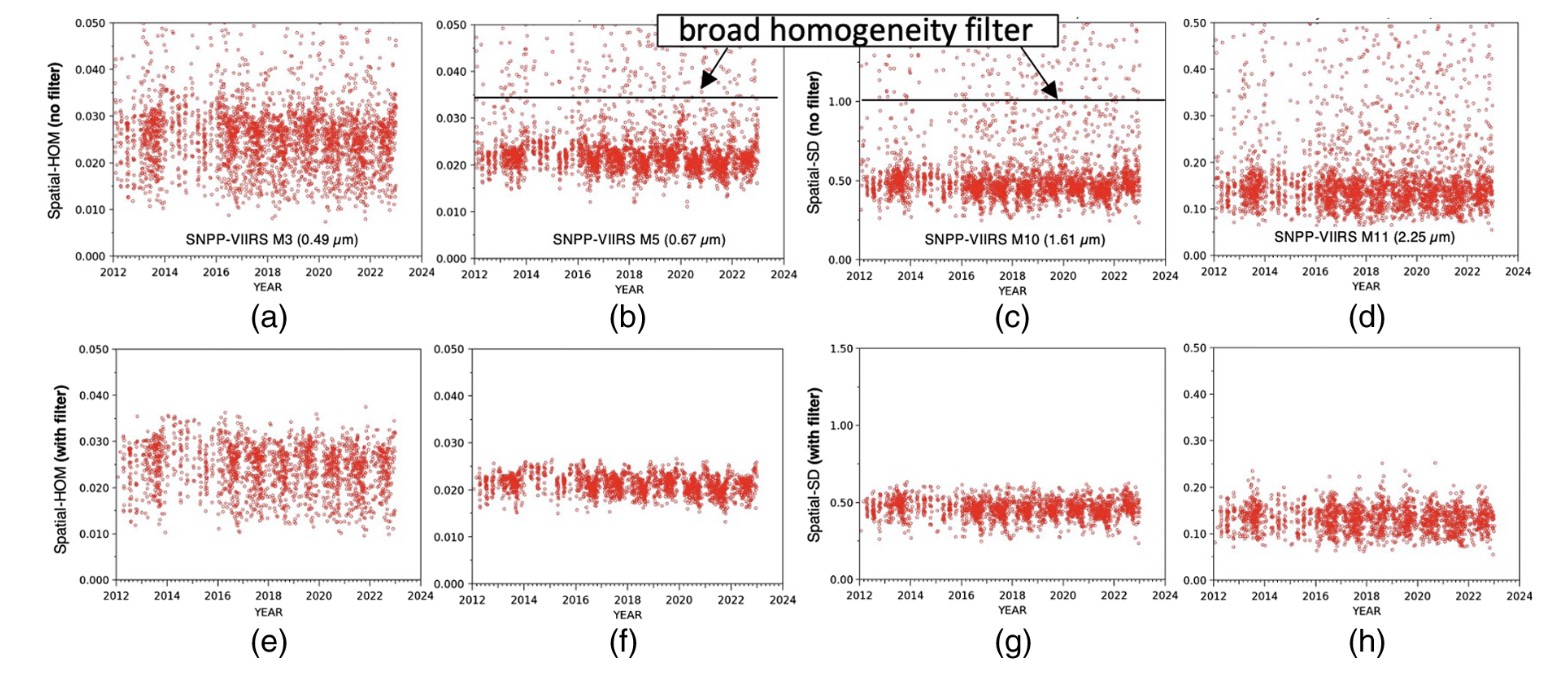 broad homogeneity filter
Spatial-HOM (no filter)
0.050
0.040
0.030
0.020
0.010
0.000
SNPP-VIIRS M3 (0.49 µm)
2012 2014 2016 2018 2020 2022 2024
YEAR
(a)
0.050
0.040
0.030
0.020
0.010
0.000
SNPP-VIIRS M5 (0.67 µm)
2012 2014 2016 2018 2020 2022 2024
YEAR
(b)
Spatial-SD (no filter)
1.00
0.50
0.00
SNPP-VIIRS M10 (1.61 µm)
2012 2014 2016 2018 2020 2022 2024
YEAR
(c)
0.50
0.40
0.30
0.20
0.10
0.00
SNPP-VIIRS M11 (2.25 µm)
2012 2014 2016 2018 2020 2022 2024
YEAR
(d)
Spatial-HOM (with filter)
0.050
0.040
0.030
0.020
0.010
0.000
2012 2014 2016 2018 2020 2022 2024
YEAR
(e)
0.050
0.040
0.030
0.020
0.010
0.000
2012 2014 2016 2018 2020 2022 2024
YEAR
(f)
Spatial-SD (with filter)
1.50
1.00
0.50
0.00
2012 2014 2016 2018 2020 2022 2024
YEAR
(g)
0.50
0.40
0.30
0.20
0.10
0.00
2012 2014 2016 2018 2020 2022 2024
YEAR
(h)